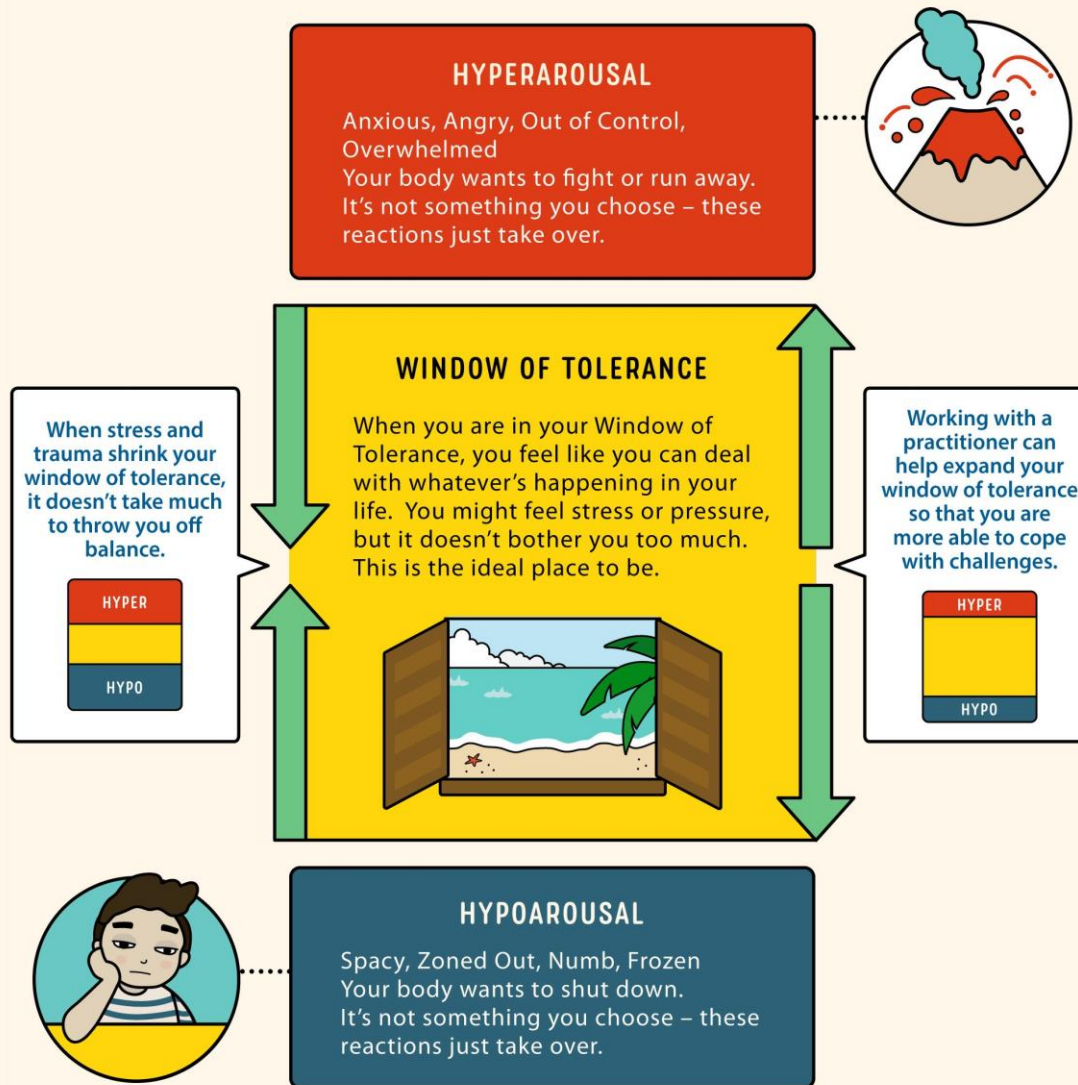 HYPERAROUSAL
Anxious, Angry, Out of Control,
Overwhelmed
Your body wants to fight or run away.
It’s not something you choose – these
reactions just take over.
WINDOW OF TOLERANCE
When you are in your Window of
Tolerance, you feel like you can deal
with whatever’s happening in your
life.  You might feel stress or pressure,
but it doesn’t bother you too much.
This is the ideal place to be.
When stress and
trauma shrink your
window of tolerance,
it doesn’t take much
to throw you off
balance.
HYPER
HYPO
Working with a
practitioner can
help expand your
window of tolerance
so that you are
more able to cope
with challenges.
HYPER
HYPO
HYPOAROUSAL
Spacy, Zoned Out, Numb, Frozen
Your body wants to shut down.
It’s not something you choose – these
reactions just take over.